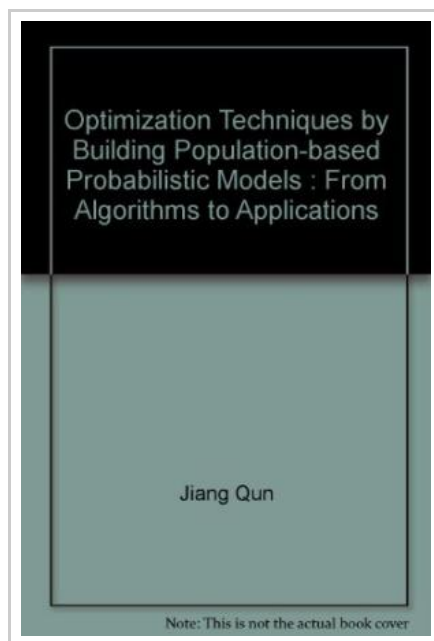 Optimization Techniques by
Building Population-based
Probabilistic Models : From
Algorithms to Applications
Jiang Qun
Note: This is not the actual book cover